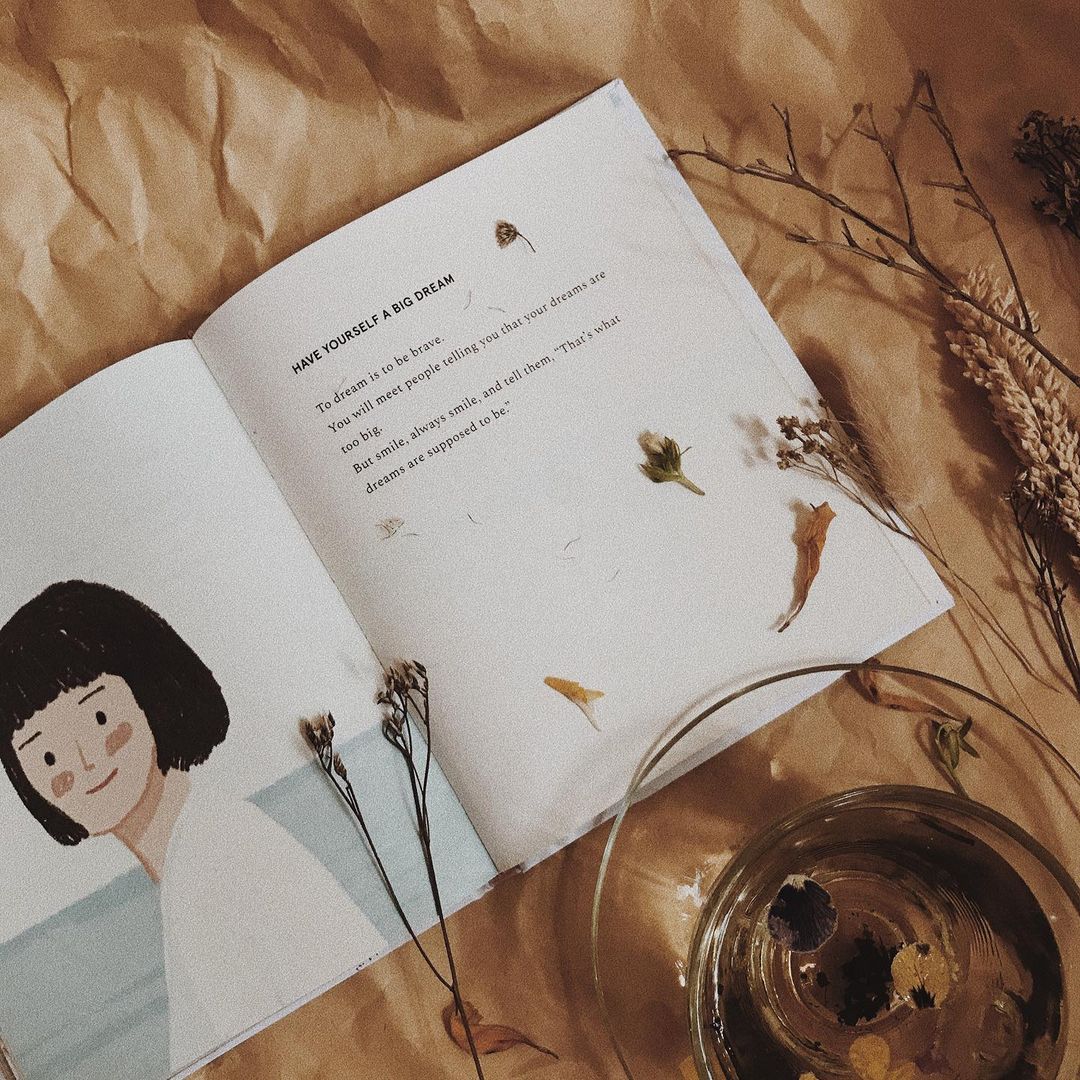 HAVE YOURSELF A BIG DREAM
To dream is to be brave.
You will meet people telling you that your dreams are
too big.
But smile, always smile, and tell them, “That’s what
dreams are supposed to be.”